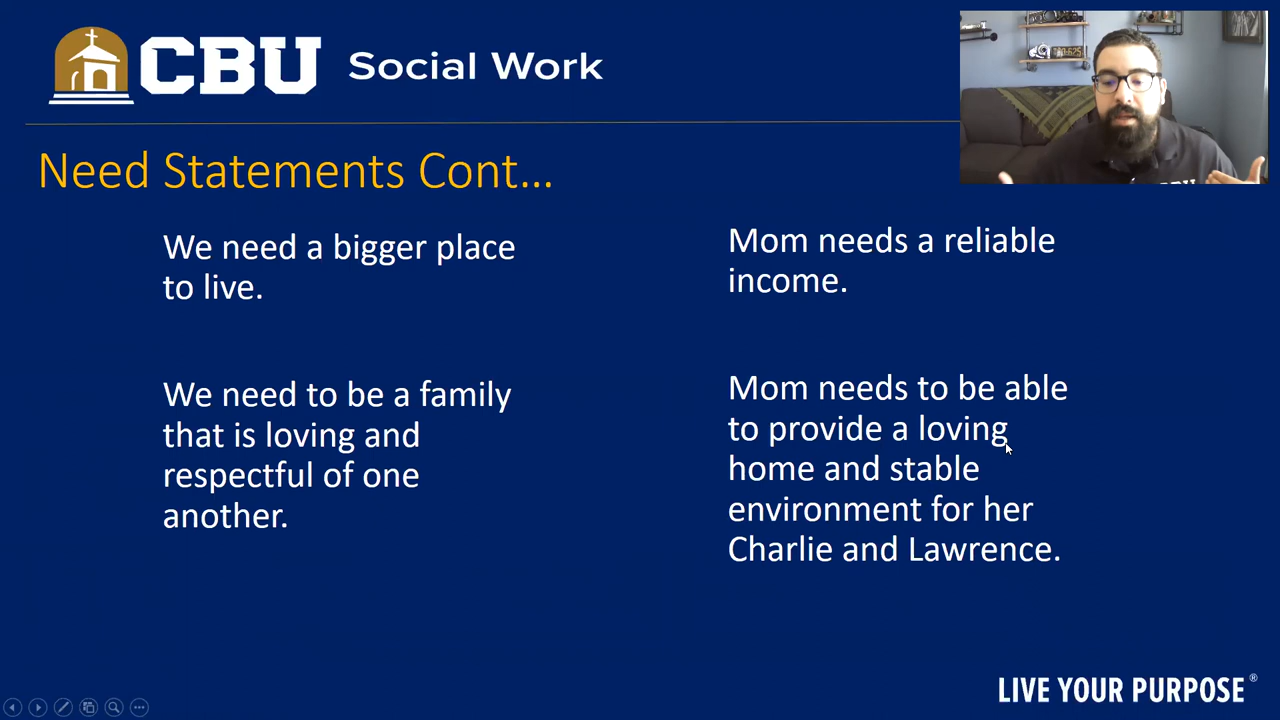 CBU Social Work
Need Statements Cont...
We need a bigger place
to live.
We need to be a family
that is loving and
respectful of one
another.
Mom needs a reliable
income.
Mom needs to be able
to provide a loving
home and stable
environment for her
Charlie and Lawrence.
LIVE YOUR PURPOSE®